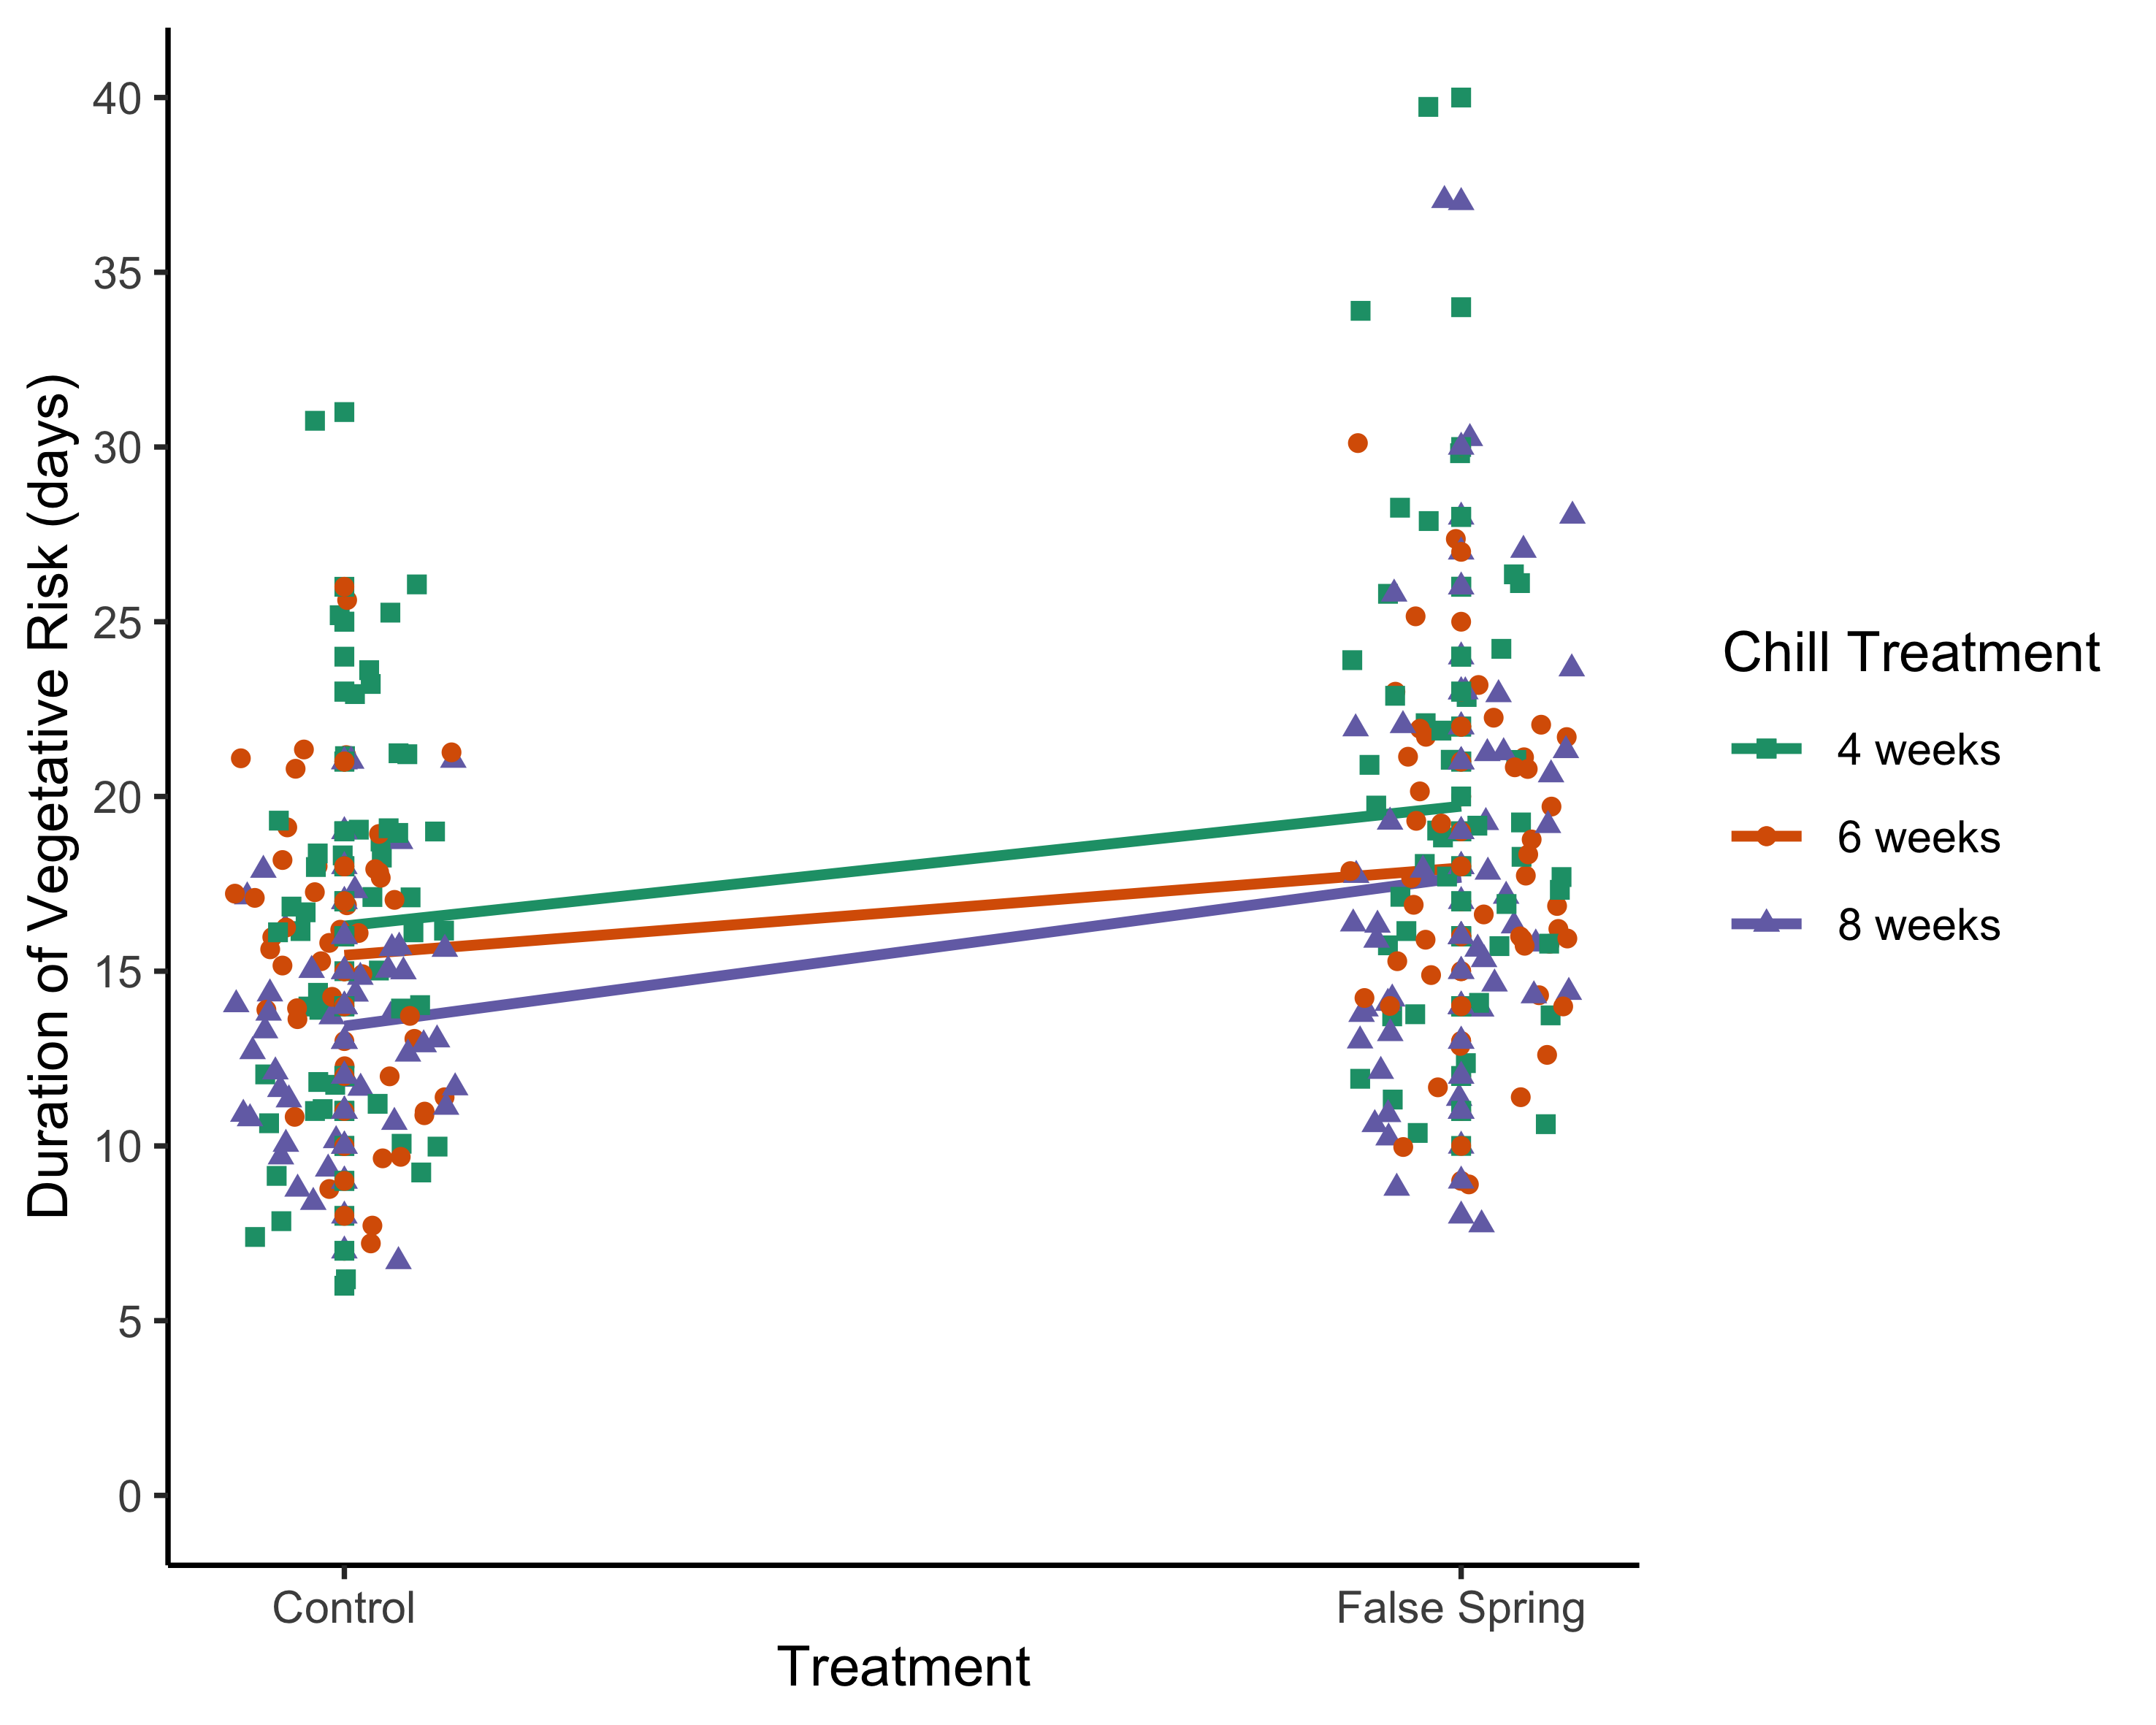 Duration of Vegetative Risk (days)
40
35
30
25
20
15
10
5
0
Control
False Spring
Treatment
Chill Treatment
4 weeks
6 weeks
8 weeks